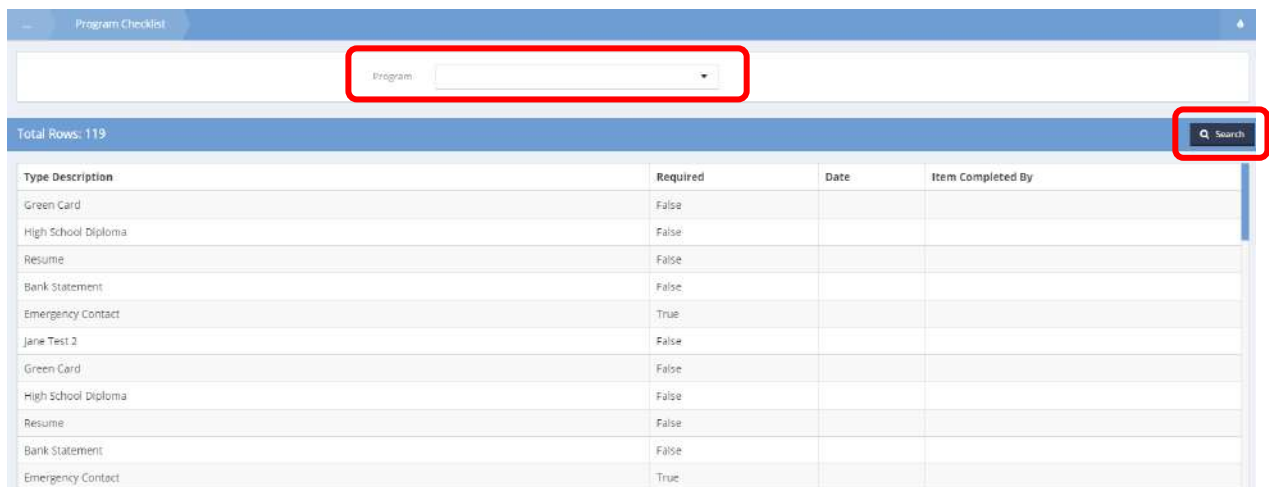 ... Program Checklist
Program
Total Rows: 119 Search
Type Description Required Date Item Completed By
Green Card False
High School Diploma False
Resume False
Bank Statement False
Emergency Contact True
Jane Test 2 False
Green Card False
High School Diploma False
Resume False
Bank Statement False
Emergency Contact True